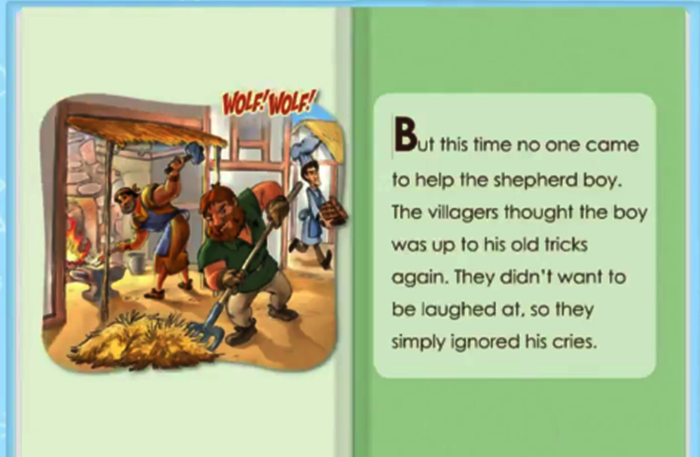 WOLF! WOLF!
But this time no one came
to help the shepherd boy.
The villagers thought the boy
was up to his old tricks
again. They didn't want to
be laughed at, so they
simply ignored his cries.